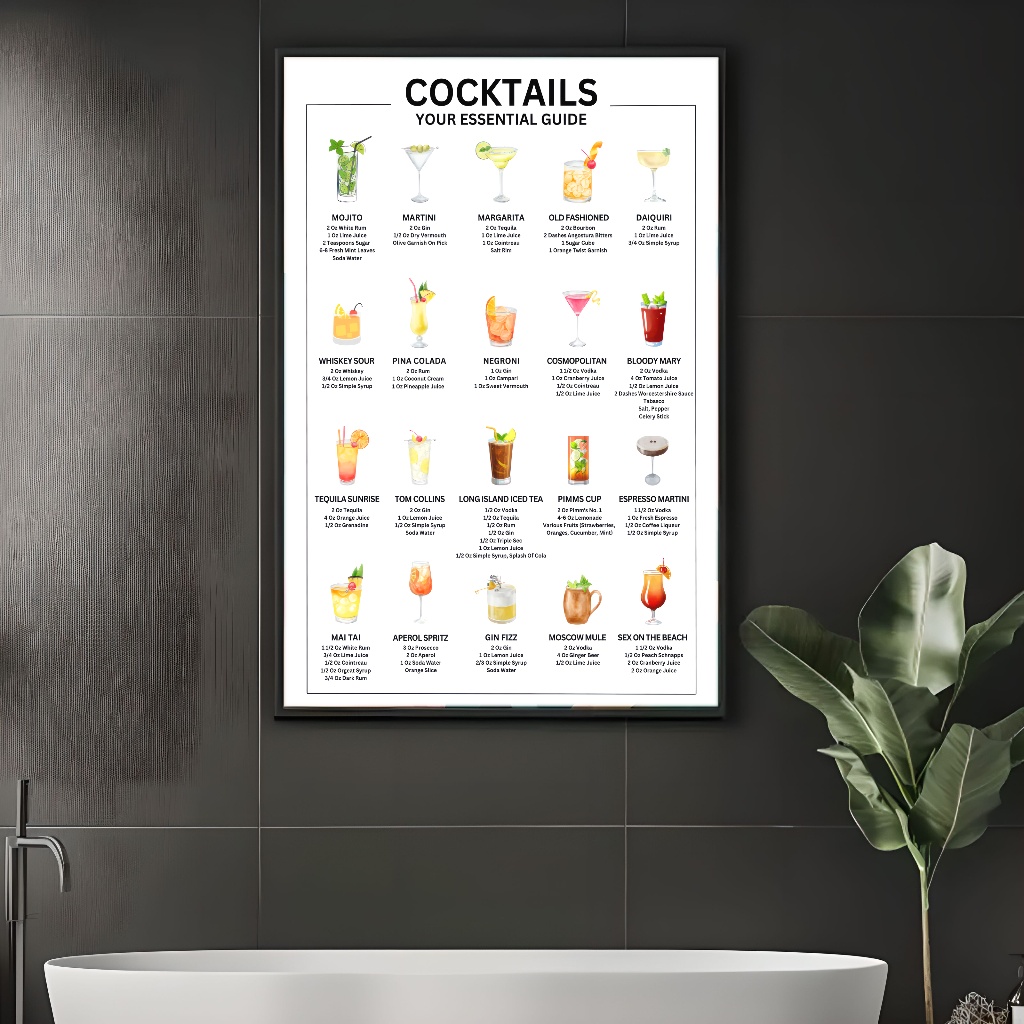 COCKTAILS
YOUR ESSENTIAL GUIDE
MOJITO
2 Oz White Rum
1 Oz Lime Juice
2 Teaspoons Sugar
6-8 Fresh Mint Leaves
Soda Water
MARTINI
2 Oz Gin
1/2 Oz Dry Vermouth
Olive Garnish On Pick
MARGARITA
2 Oz Tequila
1 Oz Lime Juice
1 Oz Cointreau
Salt Rim
OLD FASHIONED
2 Oz Bourbon
2 Dashes Angostura Bitters
1 Sugar Cube
1 Orange Twist Garnish
DAIQUIRI
2 Oz Rum
1 Oz Lime Juice
3/4 Oz Simple Syrup
WHISKEY SOUR
2 Oz Whiskey
3/4 Oz Lemon Juice
1/2 Oz Simple Syrup
PINA COLADA
2 Oz Rum
1 Oz Coconut Cream
1 Oz Pineapple Juice
NEGRONI
1 Oz Gin
1 Oz Campari
1 Oz Sweet Vermouth
COSMOPOLITAN
1 1/2 Oz Vodka
1 Oz Cranberry Juice
1/2 Oz Cointreau
1/2 Oz Lime Juice
BLOODY MARY
2 Oz Vodka
4 Oz Tomato Juice
1/2 Oz Lemon Juice
2 Dashes Worcestershire Sauce
Tabasco
Salt, Pepper
Celery Stick
TEQUILA SUNRISE
2 Oz Tequila
4 Oz Orange Juice
1/2 Oz Grenadine
TOM COLLINS
2 Oz Gin
1 Oz Lemon Juice
1/2 Oz Simple Syrup
Soda Water
LONG ISLAND ICED TEA
1/2 Oz Vodka
1/2 Oz Tequila
1/2 Oz Rum
1/2 Oz Gin
1/2 Oz Triple Sec
1 Oz Lemon Juice
1/2 Oz Simple Syrup, Splash Of Cola
PIMMS CUP
2 Oz Pimm's No. 1
4-6 Oz Lemonade
Various Fruits (Strawberries,
Oranges, Cucumber, Mint)
ESPRESSO MARTINI
1 1/2 Oz Vodka
1 Oz Fresh Espresso
1/2 Oz Coffee Liqueur
1/2 Oz Simple Syrup
MAI TAI
1 1/2 Oz White Rum
3/4 Oz Lime Juice
1/2 Oz Cointreau
1/2 Oz Orgeat Syrup
3/4 Oz Dark Rum
APEROL SPRITZ
3 Oz Prosecco
2 Oz Aperol
1 Oz Soda Water
Orange Slice
GIN FIZZ
2 Oz Gin
1 Oz Lemon Juice
2/3 Oz Simple Syrup
Soda Water
MOSCOW MULE
2 Oz Vodka
4 Oz Ginger Beer
1/2 Oz Lime Juice
SEX ON THE BEACH
1 1/2 Oz Vodka
1/2 Oz Peach Schnapps
2 Oz Cranberry Juice
2 Oz Orange Juice